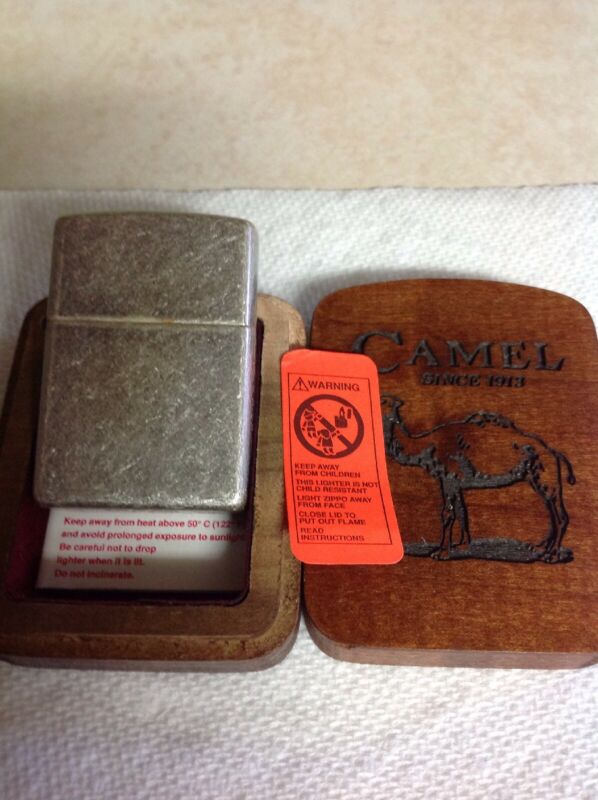 CAMEL
SINCE 1913
WARNING
KEEP AWAY
FROM CHILDREN
THIS LIGHTER IS NOT
CHILD RESISTANT
LIGHT ZIPPO AWAY
FROM FACE
CLOSE LID TO
PUT OUT FLAME
READ
INSTRUCTIONS
Keep away from heat above 50° C (122°
and avoid prolonged exposure to sunlight
Be careful not to drop
lighter when it is lit.
Do not incinerate.